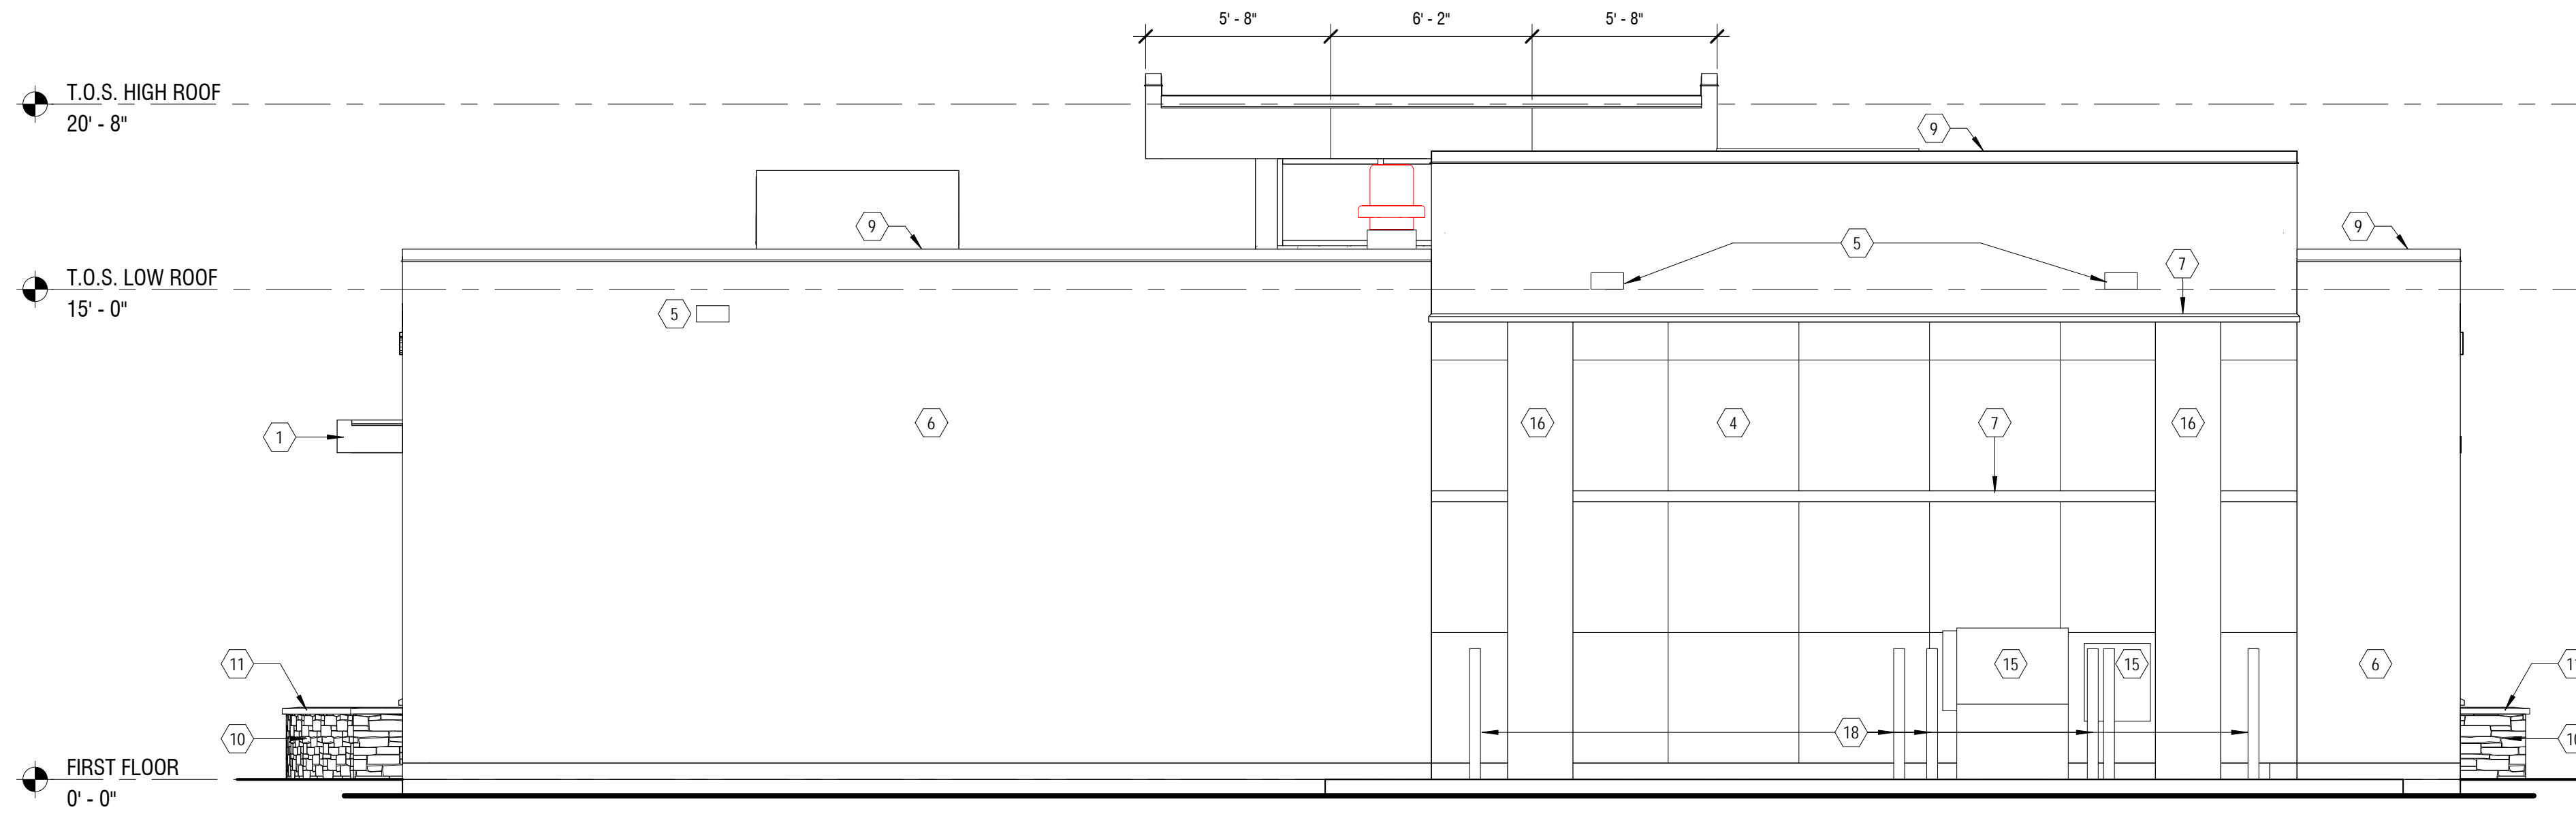 5' - 8" 6' - 2" 5' - 8"
T.O.S. HIGH ROOF
20' - 8"
9
9 9
5
7
T.O.S. LOW ROOF
15' - 0"
5
1 6 16 4 7 16
11 15 15 6
10 18
FIRST FLOOR
0' - 0"